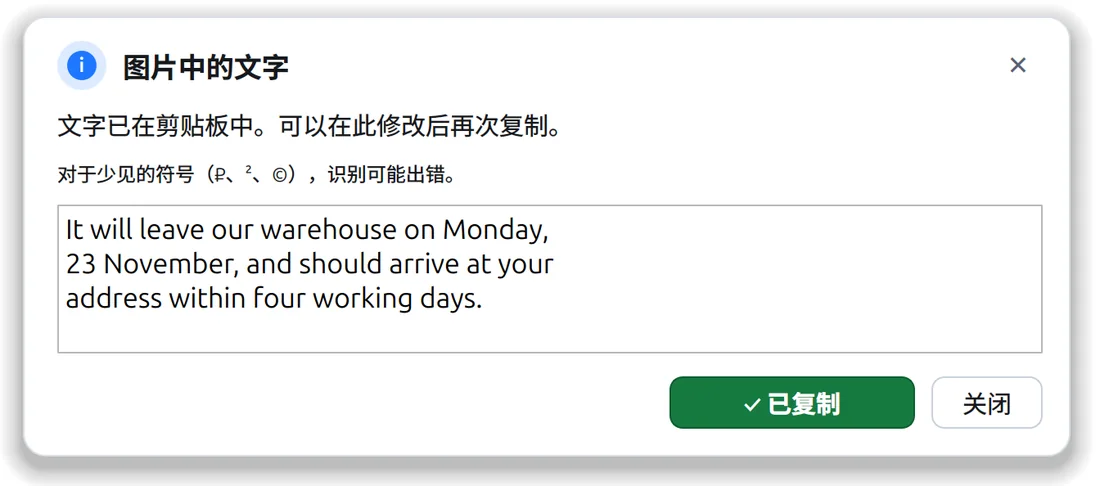 图片中的文字
文字已在剪贴板中。可以在此修改后再次复制。
对于少见的符号（₽、²、©），识别可能出错。
It will leave our warehouse on Monday,
23 November, and should arrive at your
address within four working days.
✓ 已复制
关闭